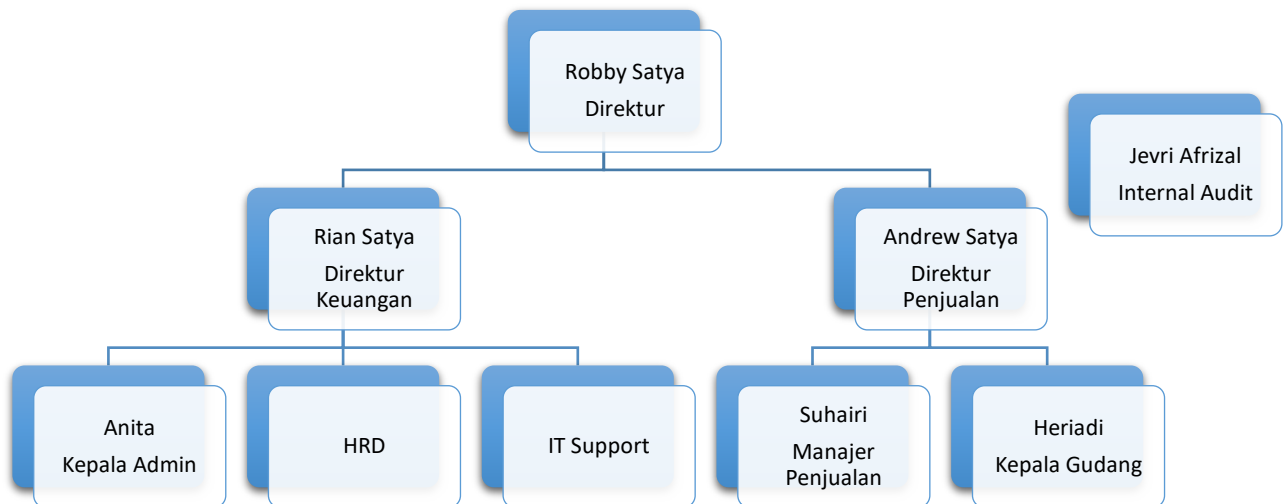 Robby Satya
Direktur
Jevri Afrizal
Internal Audit
Rian Satya
Direktur
Keuangan
Andrew Satya
Direktur
Penjualan
Anita
Kepala Admin
HRD
IT Support
Suhairi
Manajer
Penjualan
Heriadi
Kepala Gudang